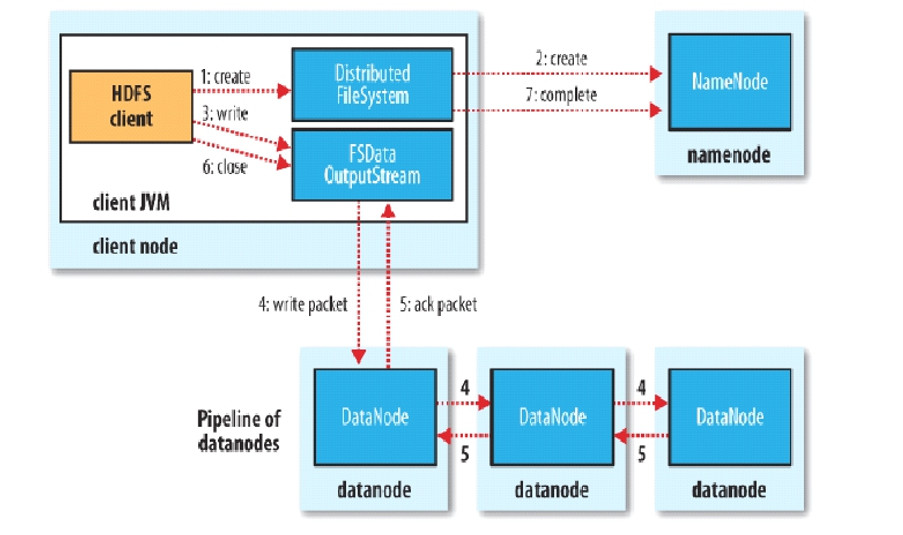 HDFS
client
1: create
3: write
6: close
Distributed
FileSystem
FSData
OutputStream
client JVM
client node
2: create
7: complete
NameNode
namenode
4: write packet
5: ack packet
Pipeline of
datanodes
DataNode
datanode
4
5
DataNode
datanode
4
5
DataNode
datanode